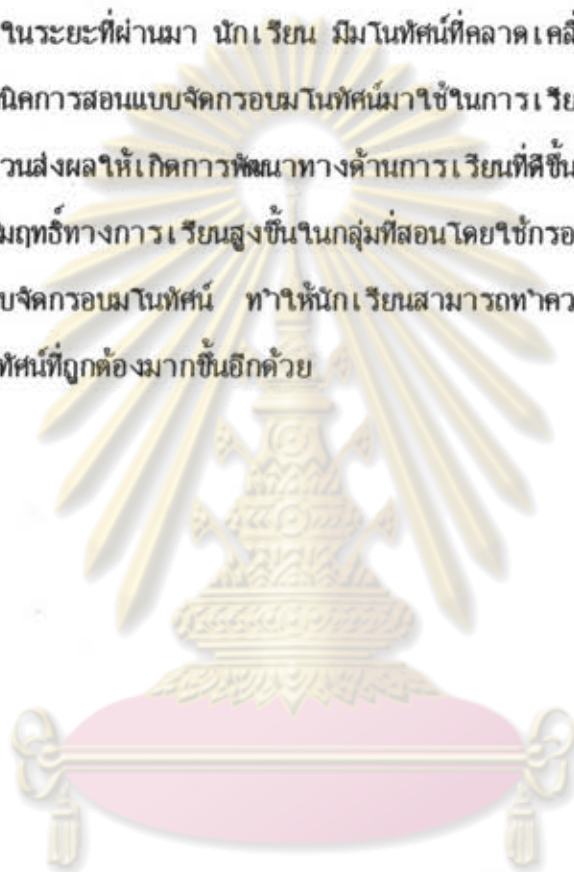 ในระยะที่ผ่านมา นักเรียน มีมโนทัศน์ที่คลาดเคลื่
นิคการสอนแบบจัดกรอบมโนทัศน์มาใช้ในการเรีย
วนส่งผลให้เกิดการพัฒนาทางด้านการเรียนที่ดีขึ้น
มฤทธิ์ทางการเรียนสูงขึ้นในกลุ่มที่สอนโดยใช้กรอ
บจัดกรอบมโนทัศน์ ทำให้นักเรียนสามารถทำคว
ทัศน์ที่ถูกต้องมากขึ้นอีกด้วย